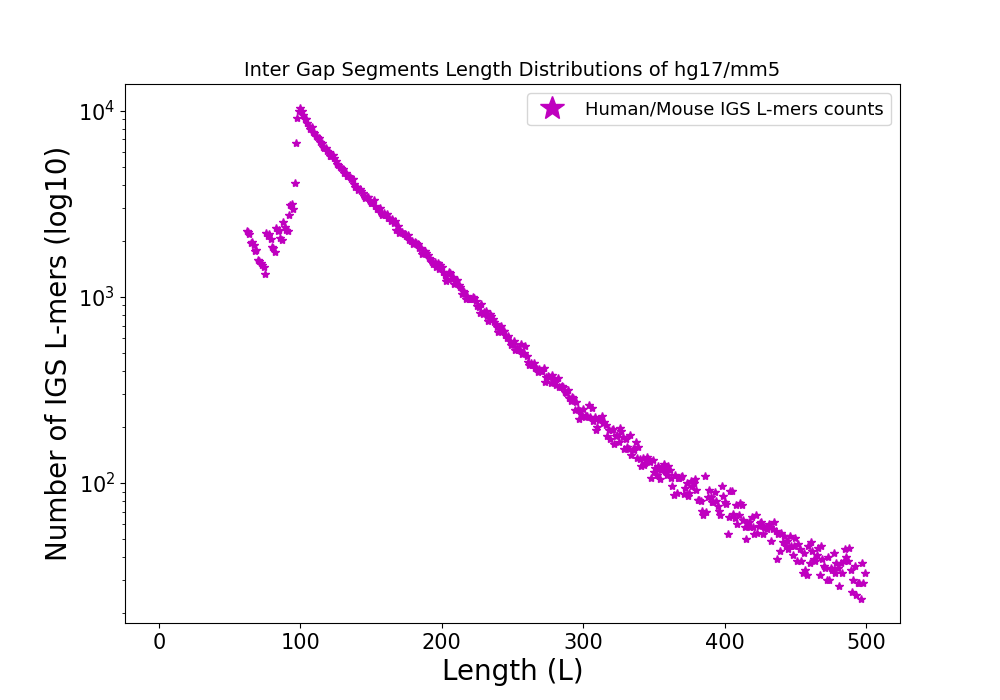 Inter Gap Segments Length Distributions of hg17/mm5
Human/Mouse IGS L-mers counts
Number of IGS L-mers (log10)
10^4
10^3
10^2
0 100 200 300 400 500
Length (L)